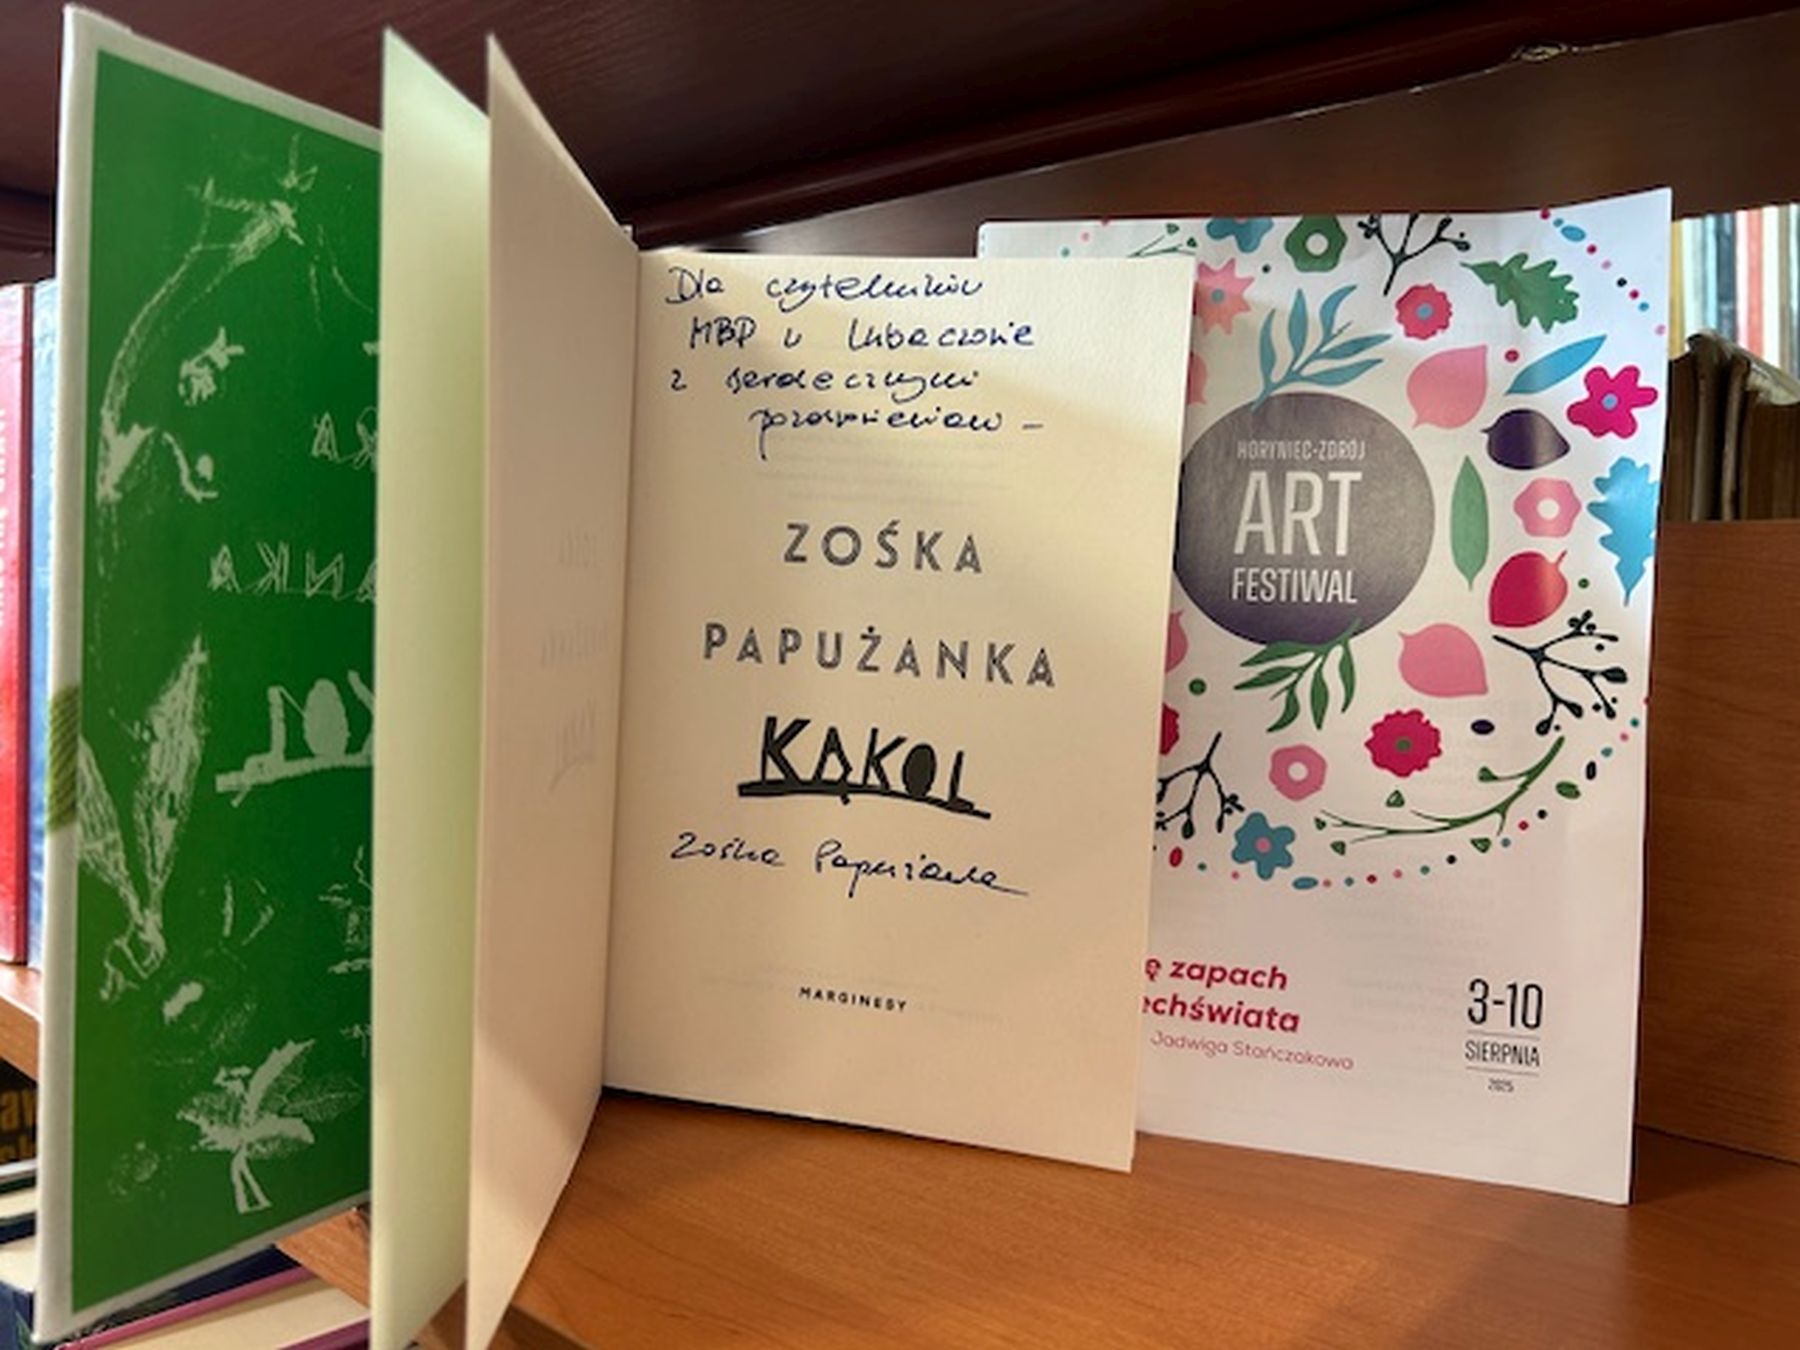 Dla czytelników
MBP w Lubaczowie
z serdecznymi
pozdrowieniami –
ZOŚKA
PAPUŻANKA
KĄKOL
Zośka Papużanka
MARGINESY
HORYNIEC-ZDRÓJ
ART
FESTIWAL
ę zapach
echświata
Jadwiga Stańczakowa
3-10
SIERPNIA
2025